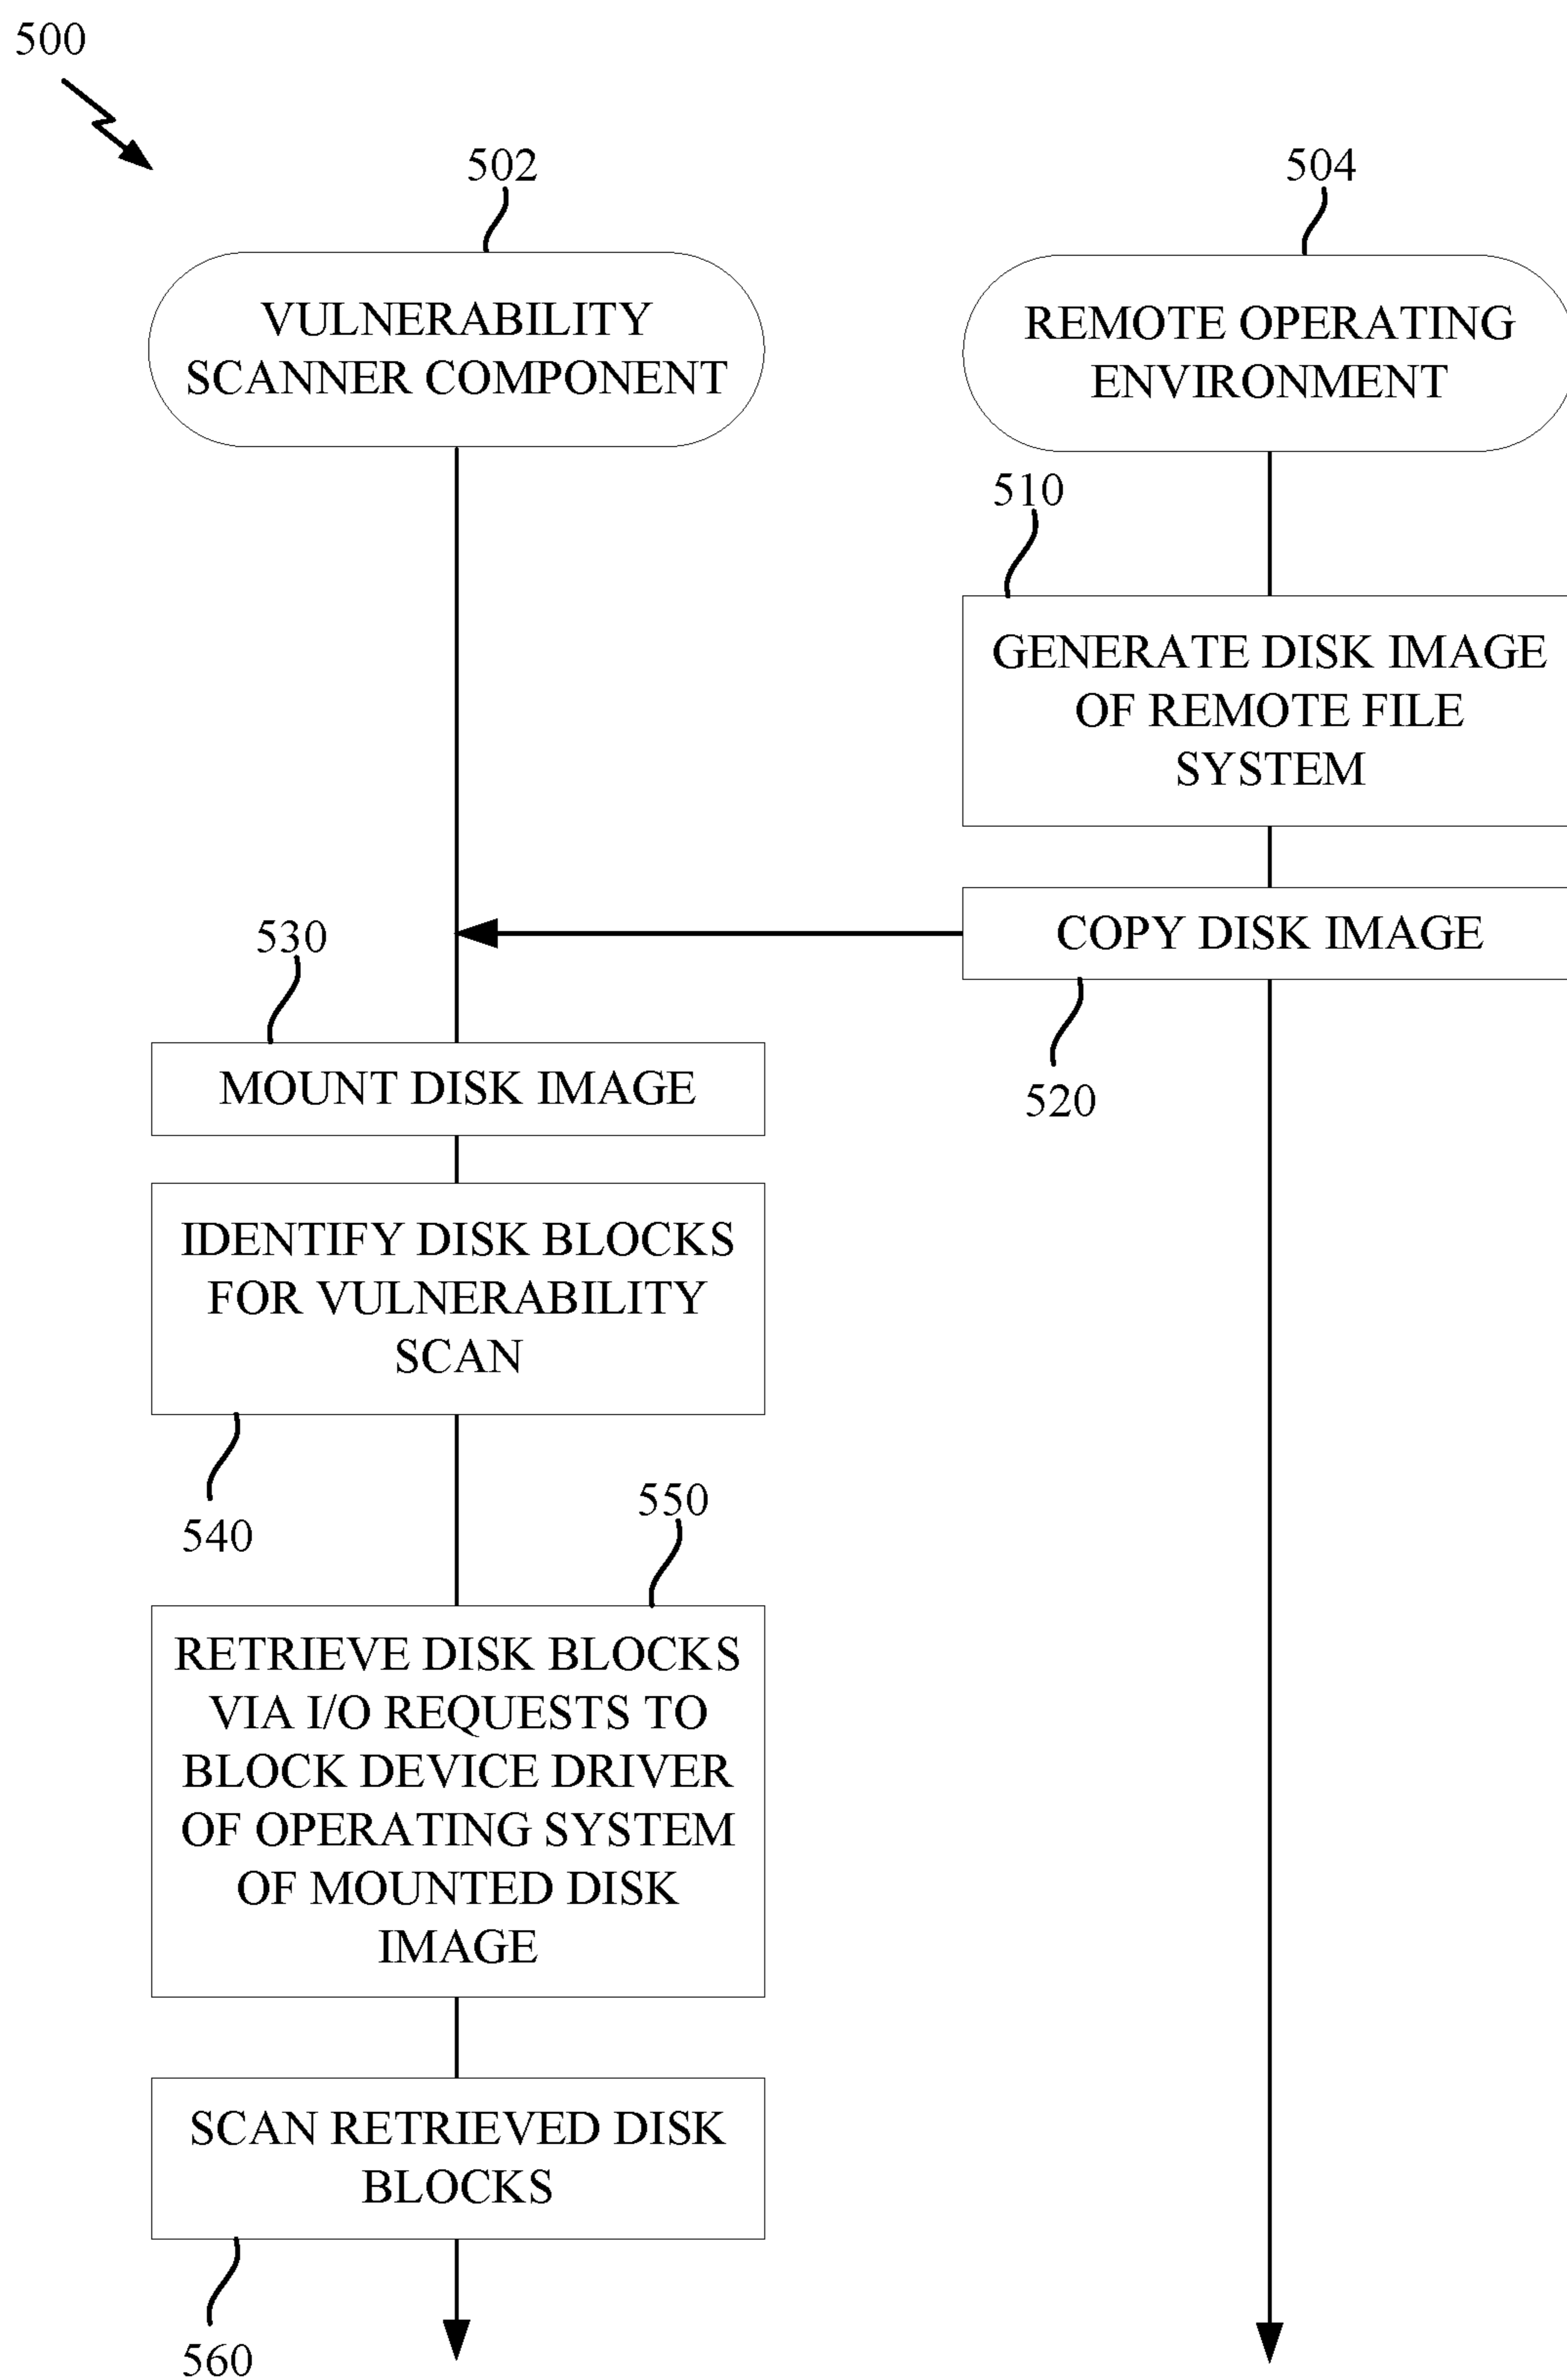 500
502
504
VULNERABILITY
SCANNER COMPONENT
REMOTE OPERATING
ENVIRONMENT
510
GENERATE DISK IMAGE
OF REMOTE FILE
SYSTEM
COPY DISK IMAGE
520
530
MOUNT DISK IMAGE
IDENTIFY DISK BLOCKS
FOR VULNERABILITY
SCAN
540
550
RETRIEVE DISK BLOCKS
VIA I/O REQUESTS TO
BLOCK DEVICE DRIVER
OF OPERATING SYSTEM
OF MOUNTED DISK
IMAGE
SCAN RETRIEVED DISK
BLOCKS
560